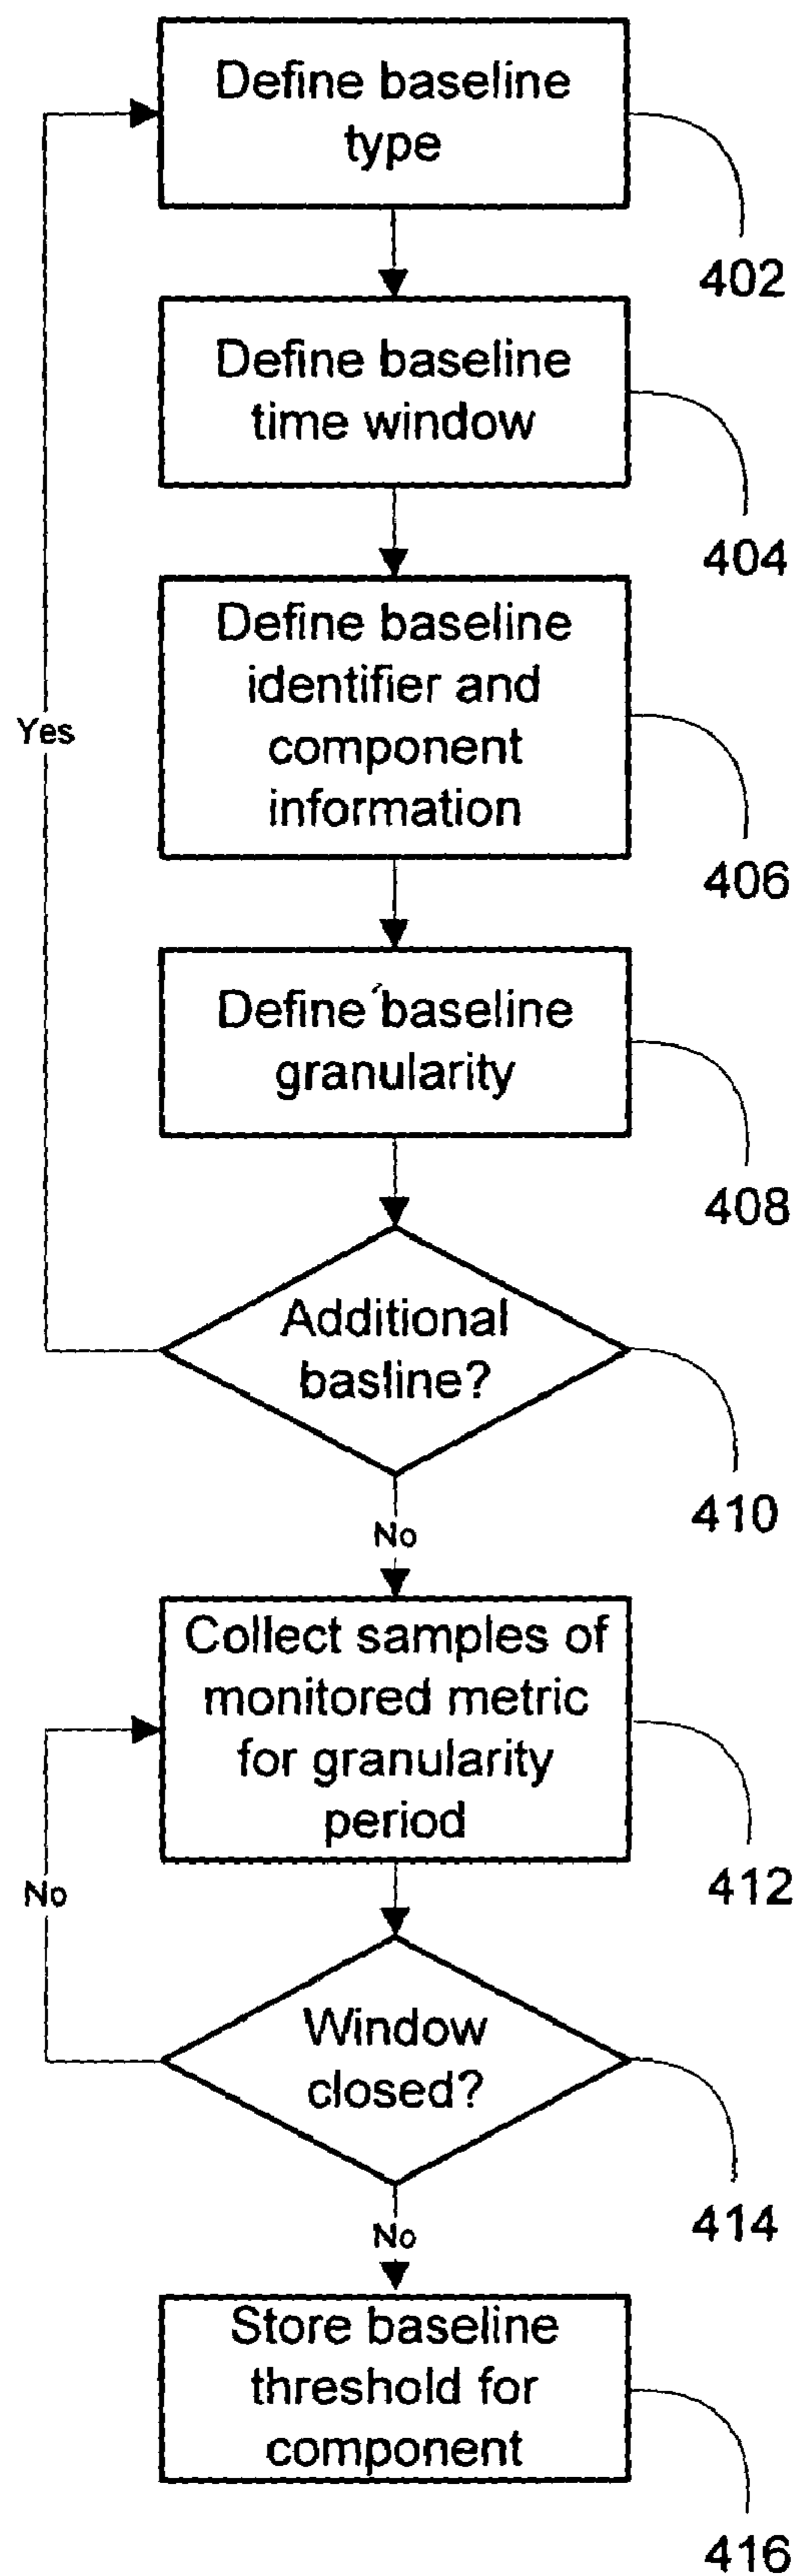 Define baseline
type
402
Define baseline
time window
404
Define baseline
identifier and
component
information
406
Yes
Define baseline
granularity
408
Additional
basline?
410
No
Collect samples of
monitored metric
for granularity
period
412
No
Window
closed?
414
No
Store baseline
threshold for
component
416